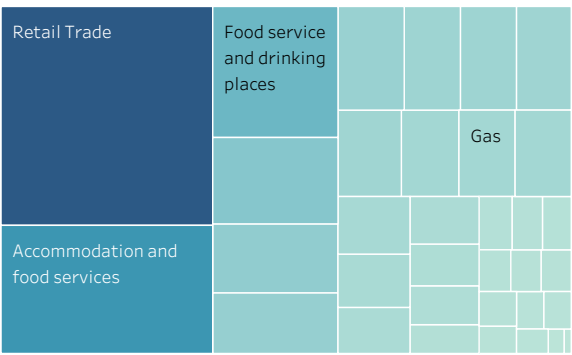 Retail Trade
Food service
and drinking
places
Gas
Accommodation and
food services